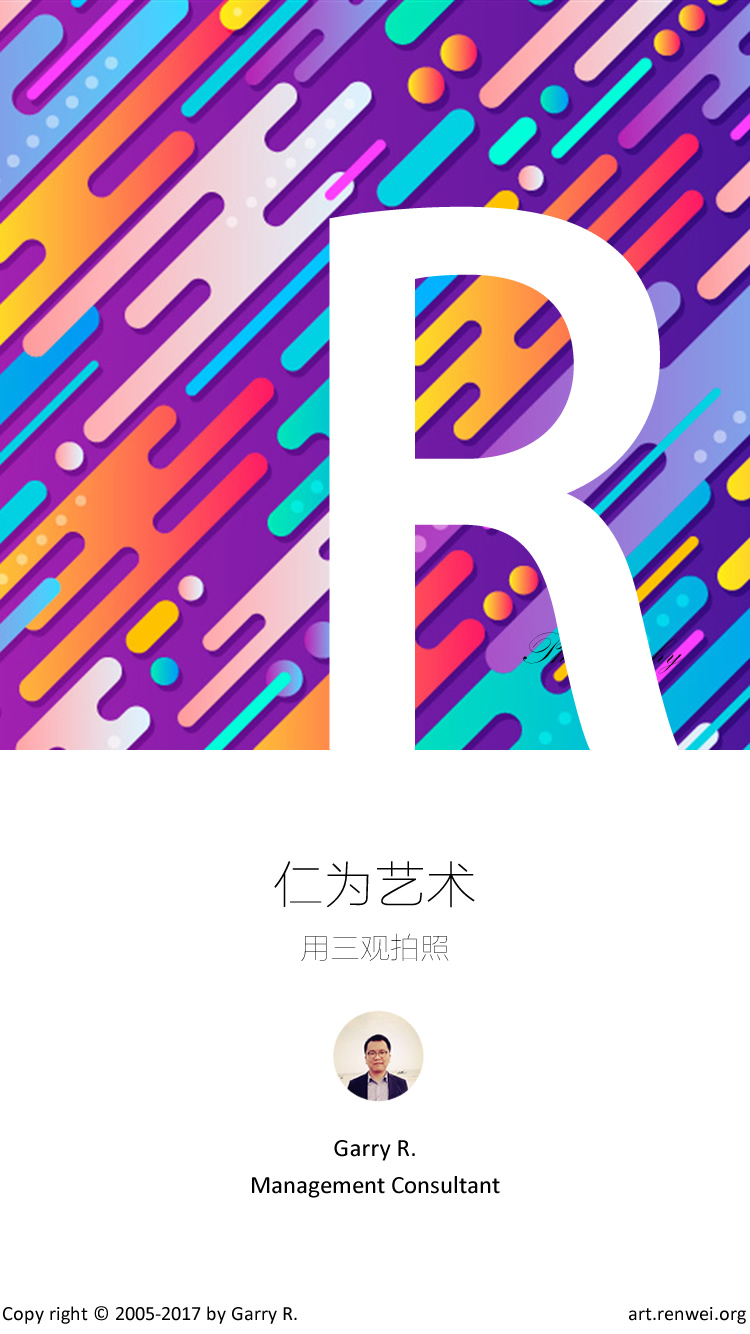 R
仁为艺术
用三观拍照
Garry R.
Management Consultant
Copy right © 2005-2017 by Garry R.
art.renwei.org